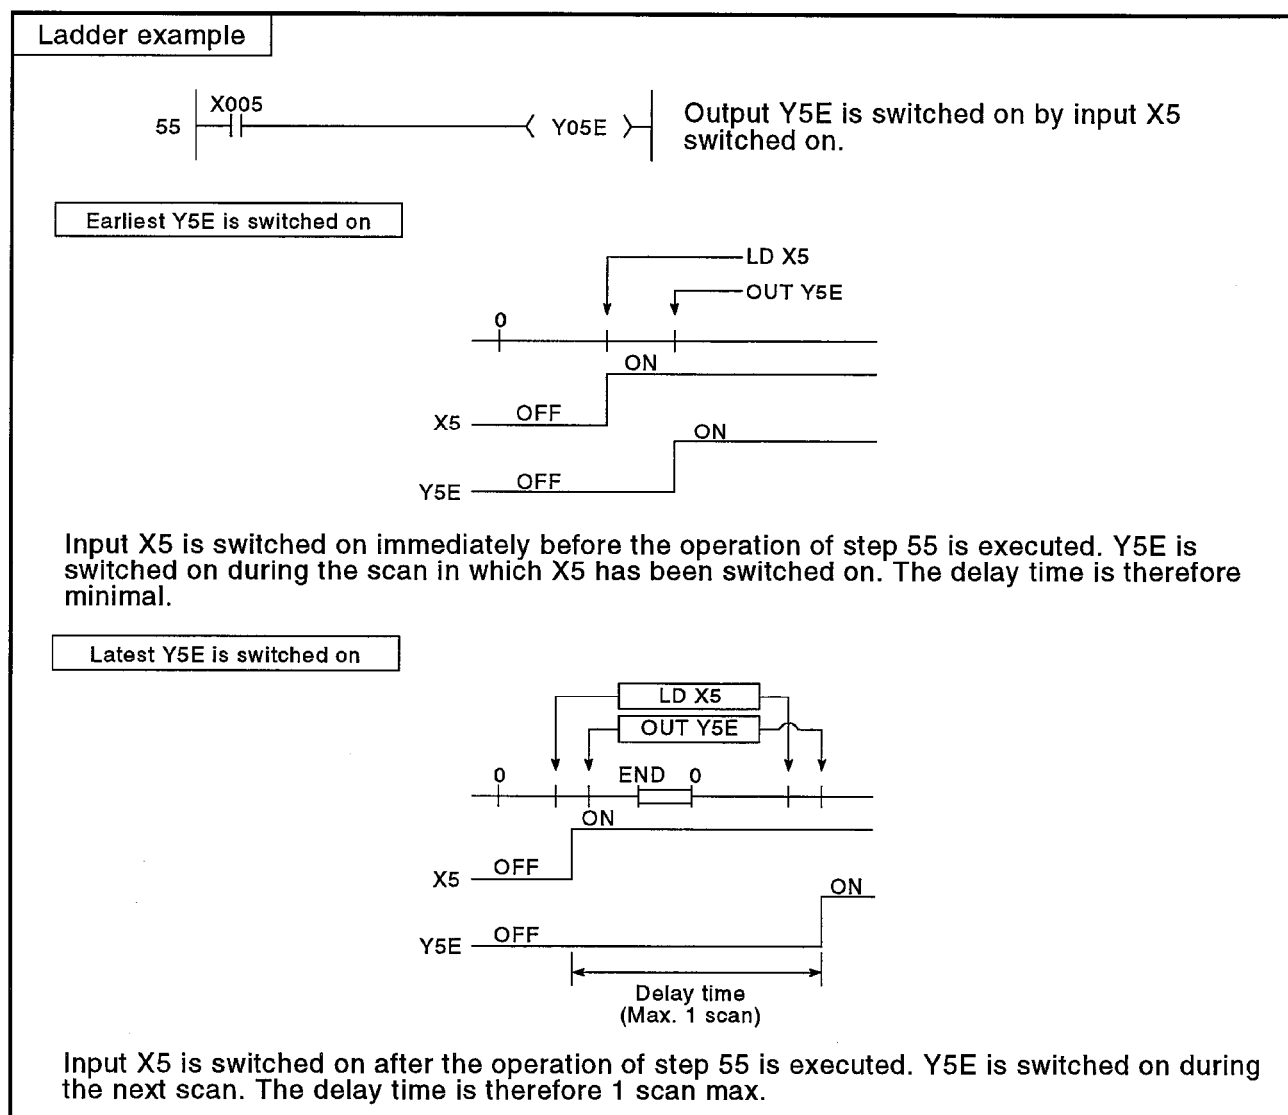 Ladder example
X005
55
Y05E
Output Y5E is switched on by input X5
switched on.
Earliest Y5E is switched on
LD X5
OUT Y5E
0
ON
X5
OFF
ON
Y5E
OFF
Input X5 is switched on immediately before the operation of step 55 is executed. Y5E is
switched on during the scan in which X5 has been switched on. The delay time is therefore
minimal.
Latest Y5E is switched on
LD X5
OUT Y5E
0
END
0
ON
X5
OFF
ON
Y5E
OFF
Delay time
(Max. 1 scan)
Input X5 is switched on after the operation of step 55 is executed. Y5E is switched on during
the next scan. The delay time is therefore 1 scan max.